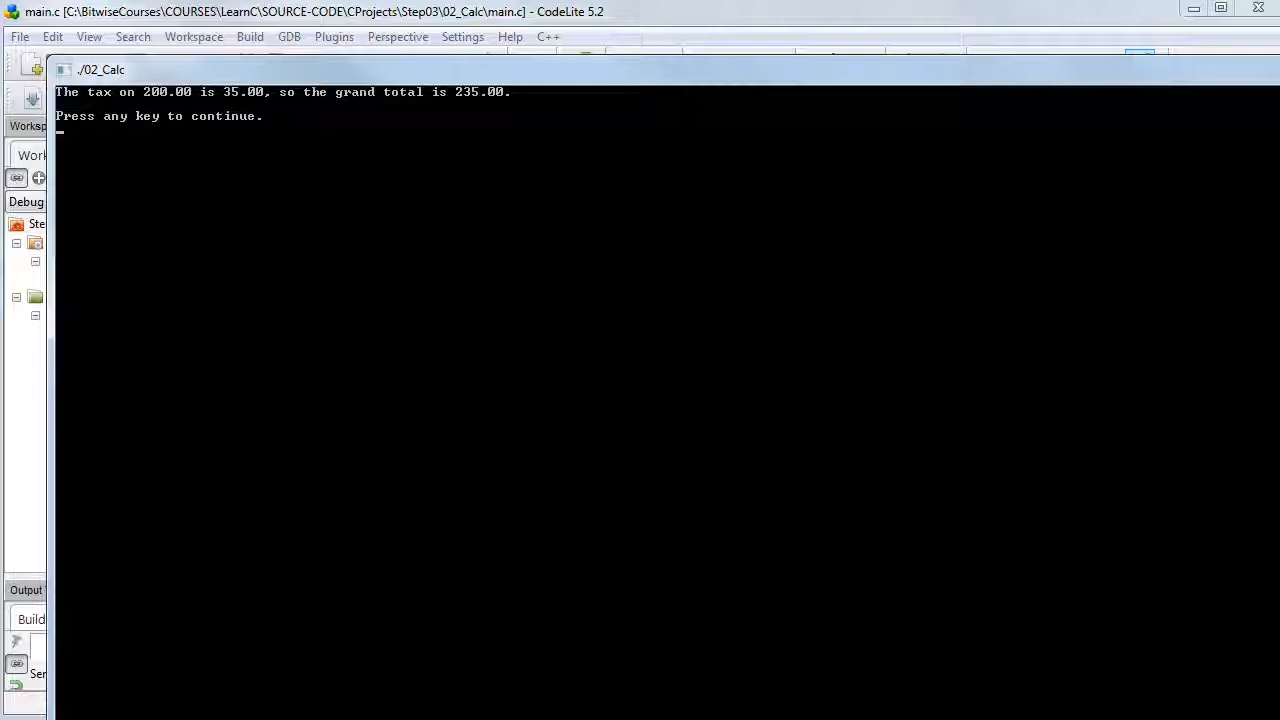 main.c [C:\BitwiseCourses\COURSES\LearnC\SOURCE-CODE\CProjects\Step03\02_Calc\main.c] - CodeLite 5.2
File Edit View Search Workspace Build GDB Plugins Perspective Settings Help C++
./02_Calc
The tax on 200.00 is 35.00, so the grand total is 235.00.
Press any key to continue.
Worksp
Work
Debug
Ste
Output
Build
Ser